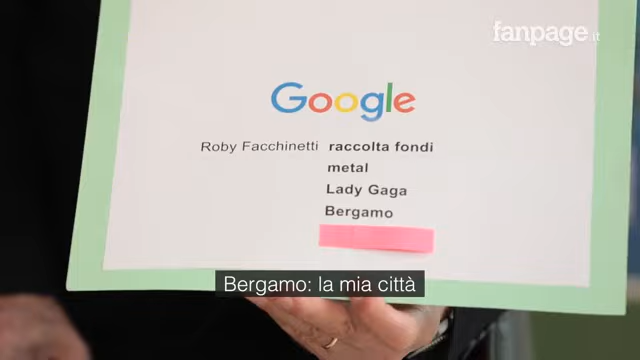 fanpage.it
Google
Roby Facchinetti raccolta fondi
metal
Lady Gaga
Bergamo
Bergamo: la mia città